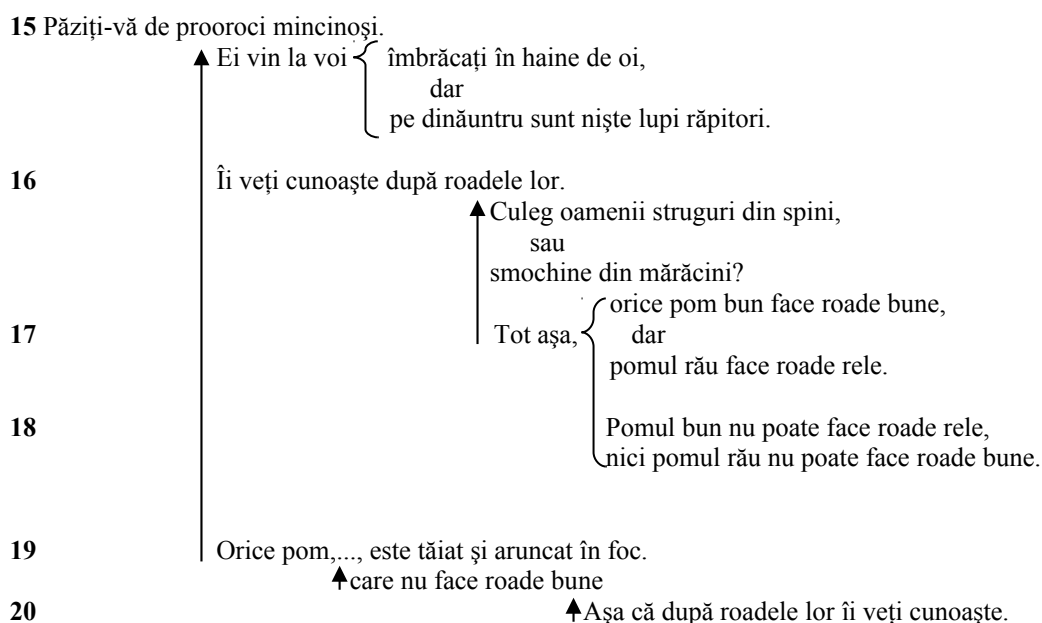 15 Păziți-vă de prooroci mincinoşi.
Ei vin la voi îmbrăcați în haine de oi,
dar
pe dinăuntru sunt nişte lupi răpitori.
16 Îi veți cunoaşte după roadele lor.
Culeg oamenii struguri din spini,
sau
smochine din mărăcini?
orice pom bun face roade bune,
17 Tot aşa, dar
pomul rău face roade rele.
18 Pomul bun nu poate face roade rele,
nici pomul rău nu poate face roade bune.
19 Orice pom,..., este tăiat şi aruncat în foc.
care nu face roade bune
20 Aşa că după roadele lor îi veți cunoaşte.